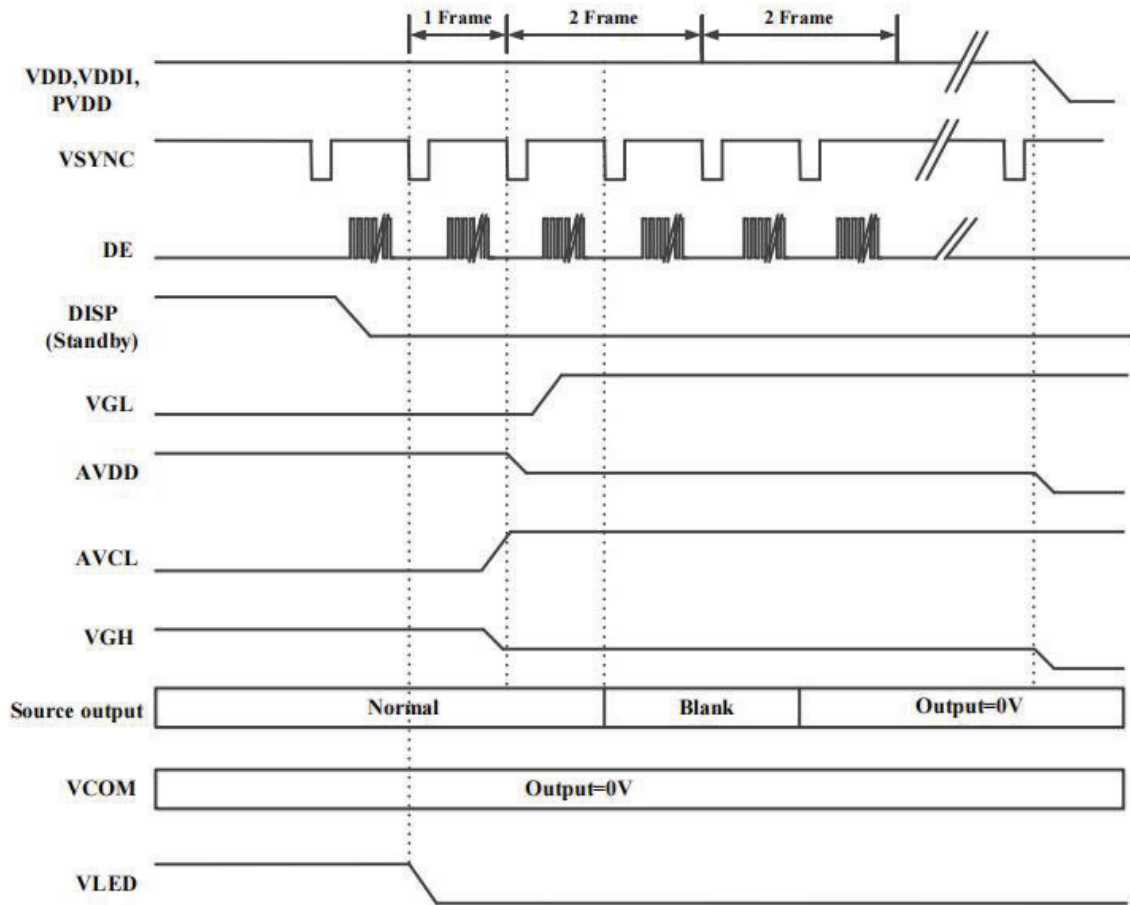 1 Frame
2 Frame
2 Frame
VDD,VDDI,
PVDD
VSYNC
DE
DISP
(Standby)
VGL
AVDD
AVCL
VGH
Source output
Normal
Blank
Output=0V
VCOM
Output=0V
VLED